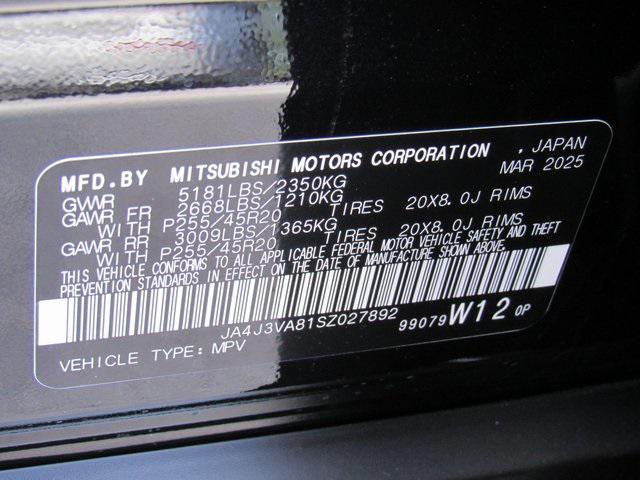 MFD.BY MITSUBISHI MOTORS CORPORATION , JAPAN
GVWR 5181LBS/2350KG MAR 2025
GAWR FR 2668LBS/1210KG
WITH P255/45R20 TIRES 20X8.0J RIMS
GAWR RR 3009LBS/1365KG
WITH P255/45R20 TIRES 20X8.0J RIMS
THIS VEHICLE CONFORMS TO ALL APPLICABLE FEDERAL MOTOR VEHICLE SAFETY AND THEFT
PREVENTION STANDARDS IN EFFECT ON THE DATE OF MANUFACTURE SHOWN ABOVE.
JA4J3VA81SZ027892
VEHICLE TYPE: MPV 99079 W12 0P